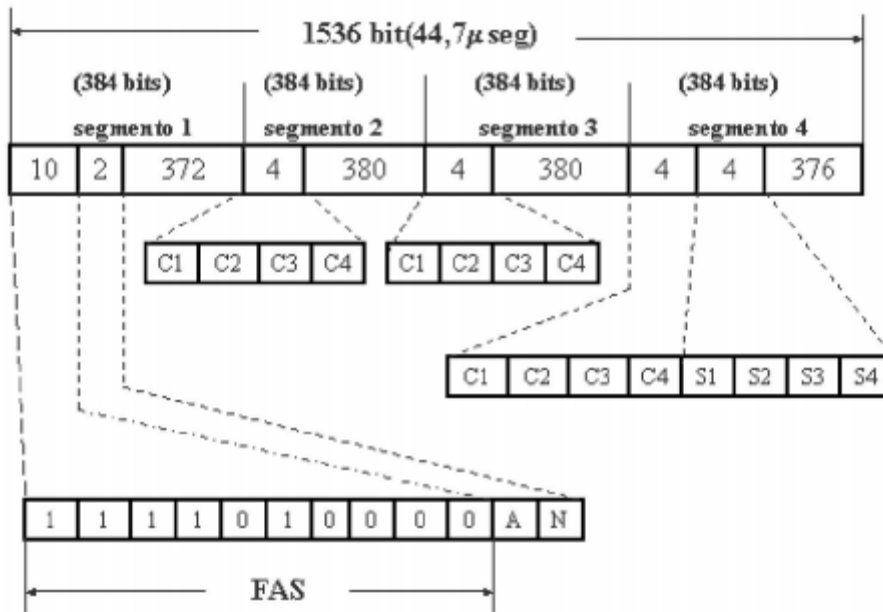 1536 bit(44,7μ seg)
(384 bits) (384 bits) (384 bits) (384 bits)
segmento 1 segmento 2 segmento 3 segmento 4
10 2 372 4 380 4 380 4 4 376
C1 C2 C3 C4 C1 C2 C3 C4
C1 C2 C3 C4 S1 S2 S3 S4
1 1 1 1 0 1 0 0 0 0 A N
FAS